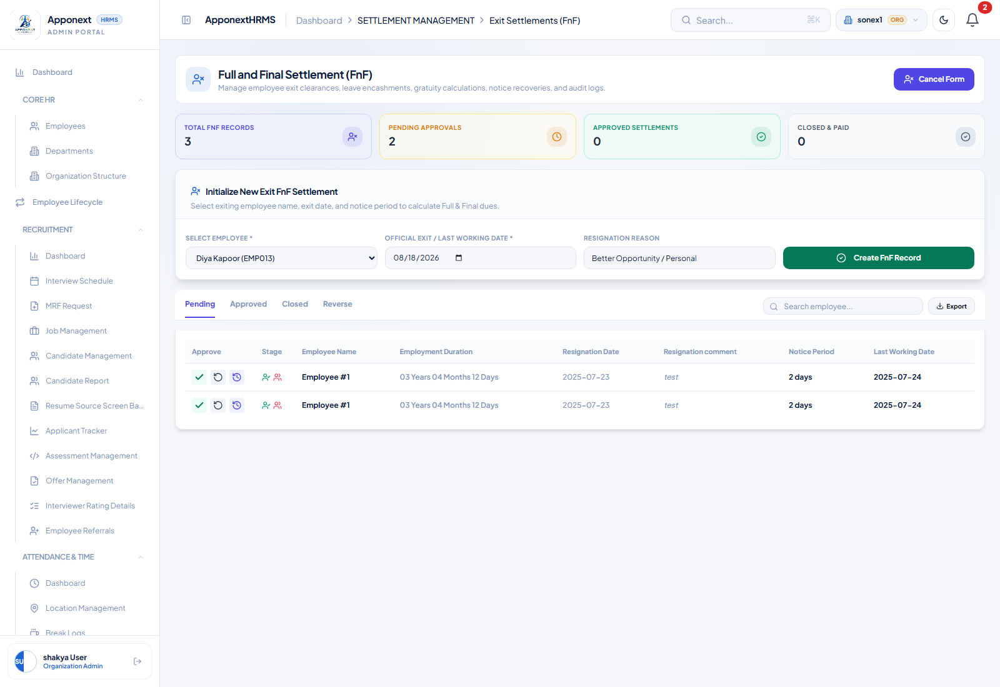 Apponext HRMS
ADMIN PORTAL
Dashboard
CORE HR
Employees
Departments
Organization Structure
Employee Lifecycle
RECRUITMENT
Dashboard
Interview Schedule
MRF Request
Job Management
Candidate Management
Candidate Report
Resume Source Screen Ba...
Applicant Tracker
Assessment Management
Offer Management
Interviewer Rating Details
Employee Referrals
ATTENDANCE & TIME
Dashboard
Location Management
Break Logs
SU
shakya User
Organization Admin
ApponextHRMS
Dashboard > SETTLEMENT MANAGEMENT > Exit Settlements (FnF)
Search... ⌘K
sonex1 ORG
2
Full and Final Settlement (FnF)
Manage employee exit clearances, leave encashments, gratuity calculations, notice recoveries, and audit logs.
Cancel Form
TOTAL FNF RECORDS
3
PENDING APPROVALS
2
APPROVED SETTLEMENTS
0
CLOSED & PAID
0
Initialize New Exit FnF Settlement
Select exiting employee name, exit date, and notice period to calculate Full & Final dues.
SELECT EMPLOYEE *
Diya Kapoor (EMP013)
OFFICIAL EXIT / LAST WORKING DATE *
08/18/2026
RESIGNATION REASON
Better Opportunity / Personal
Create FnF Record
Pending Approved Closed Reverse
Search employee...
Export
Approve Stage Employee Name Employment Duration Resignation Date Resignation comment Notice Period Last Working Date
Employee #1 03 Years 04 Months 12 Days 2025-07-23 test 2 days 2025-07-24
Employee #1 03 Years 04 Months 12 Days 2025-07-23 test 2 days 2025-07-24